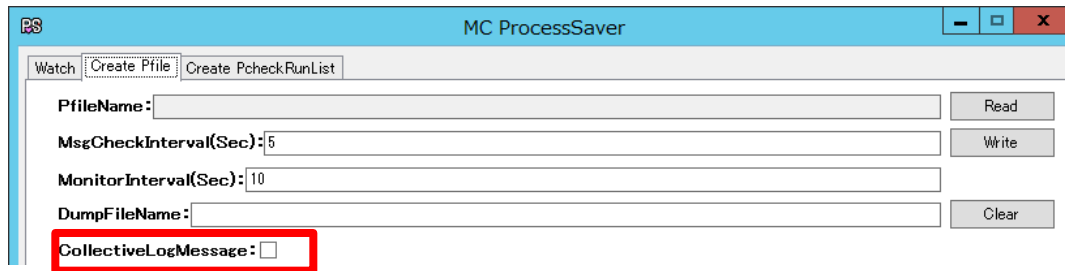 PS MC ProcessSaver
Watch Create Pfile Create PcheckRunList
PfileName: Read
MsgCheckInterval(Sec): 5 Write
MonitorInterval(Sec): 10
DumpFileName: Clear
CollectiveLogMessage: